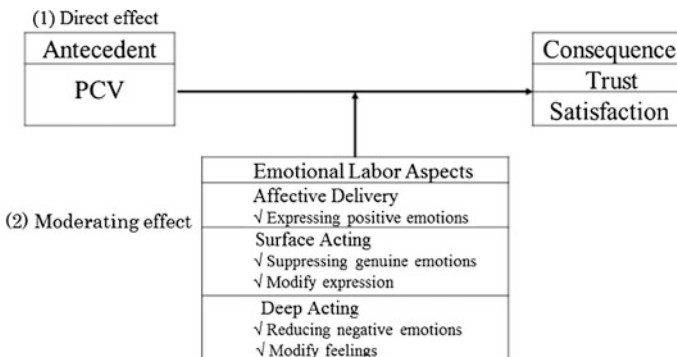 (1) Direct effect
Antecedent
PCV
Consequence
Trust
Satisfaction
(2) Moderating effect
Emotional Labor Aspects
Affective Delivery
√ Expressing positive emotions
Surface Acting
√ Suppressing genuine emotions
√ Modify expression
Deep Acting
√ Reducing negative emotions
√ Modify feelings